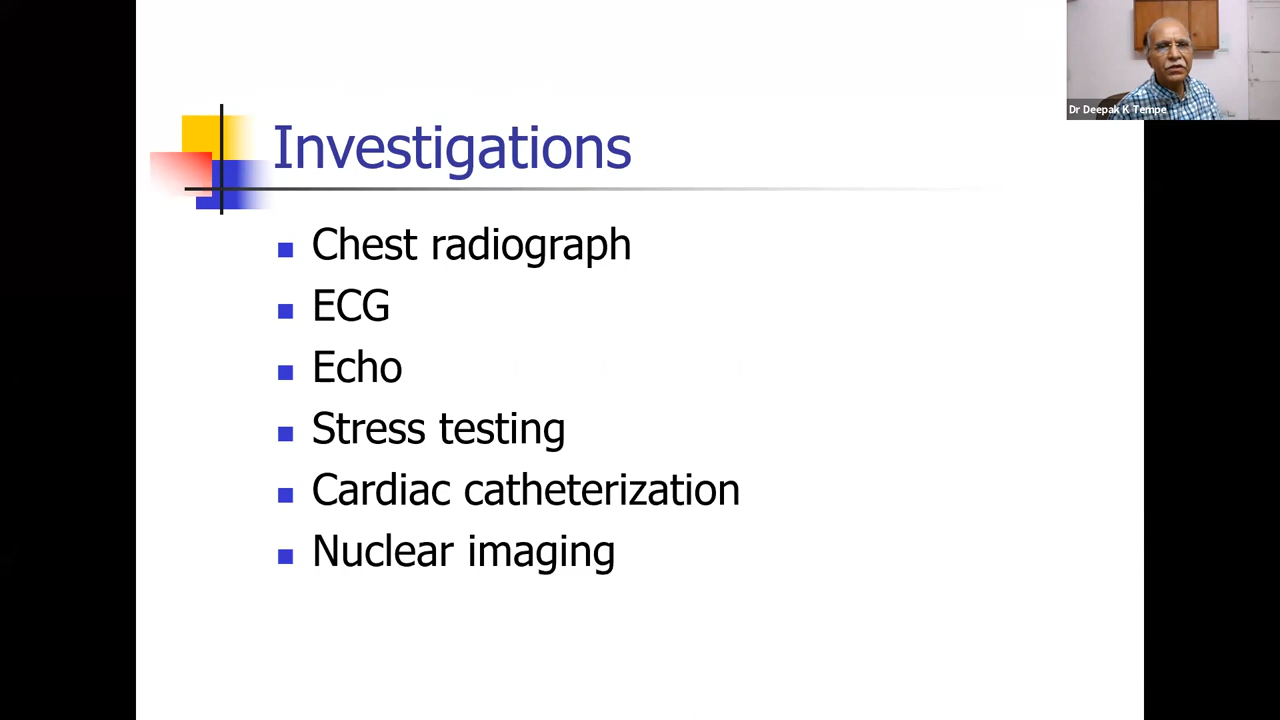 Dr Deepak K Tempe
Investigations
Chest radiograph
ECG
Echo
Stress testing
Cardiac catheterization
Nuclear imaging